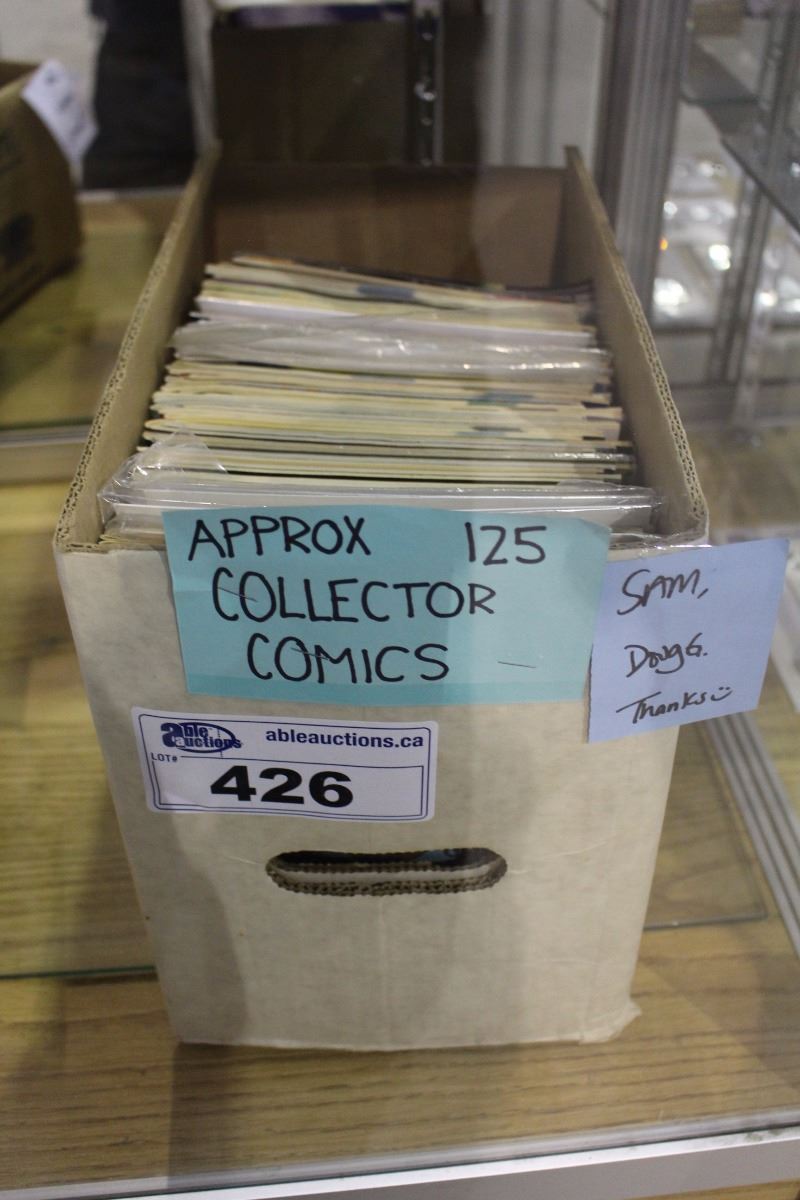 APPROX 125
COLLECTOR
COMICS
SAM,
Doug G.
Thanks☺
able auctions
ableauctions.ca
LOT#
426